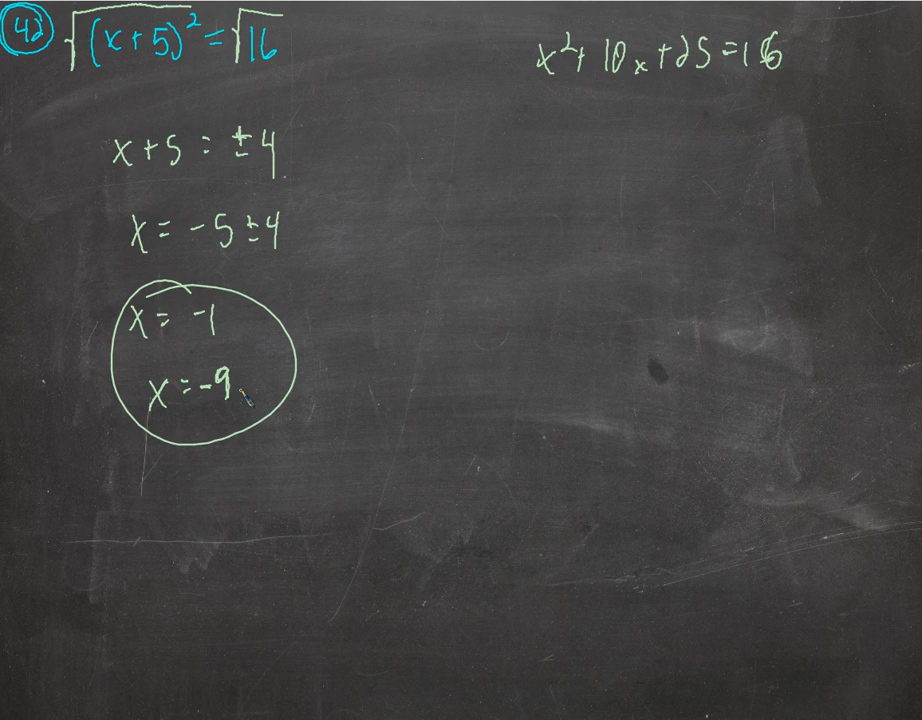 42 √(x+5)² = √16
x² + 10x + 25 = 16
x + 5 = ± 4
x = - 5 ± 4
x = -1
x = -9